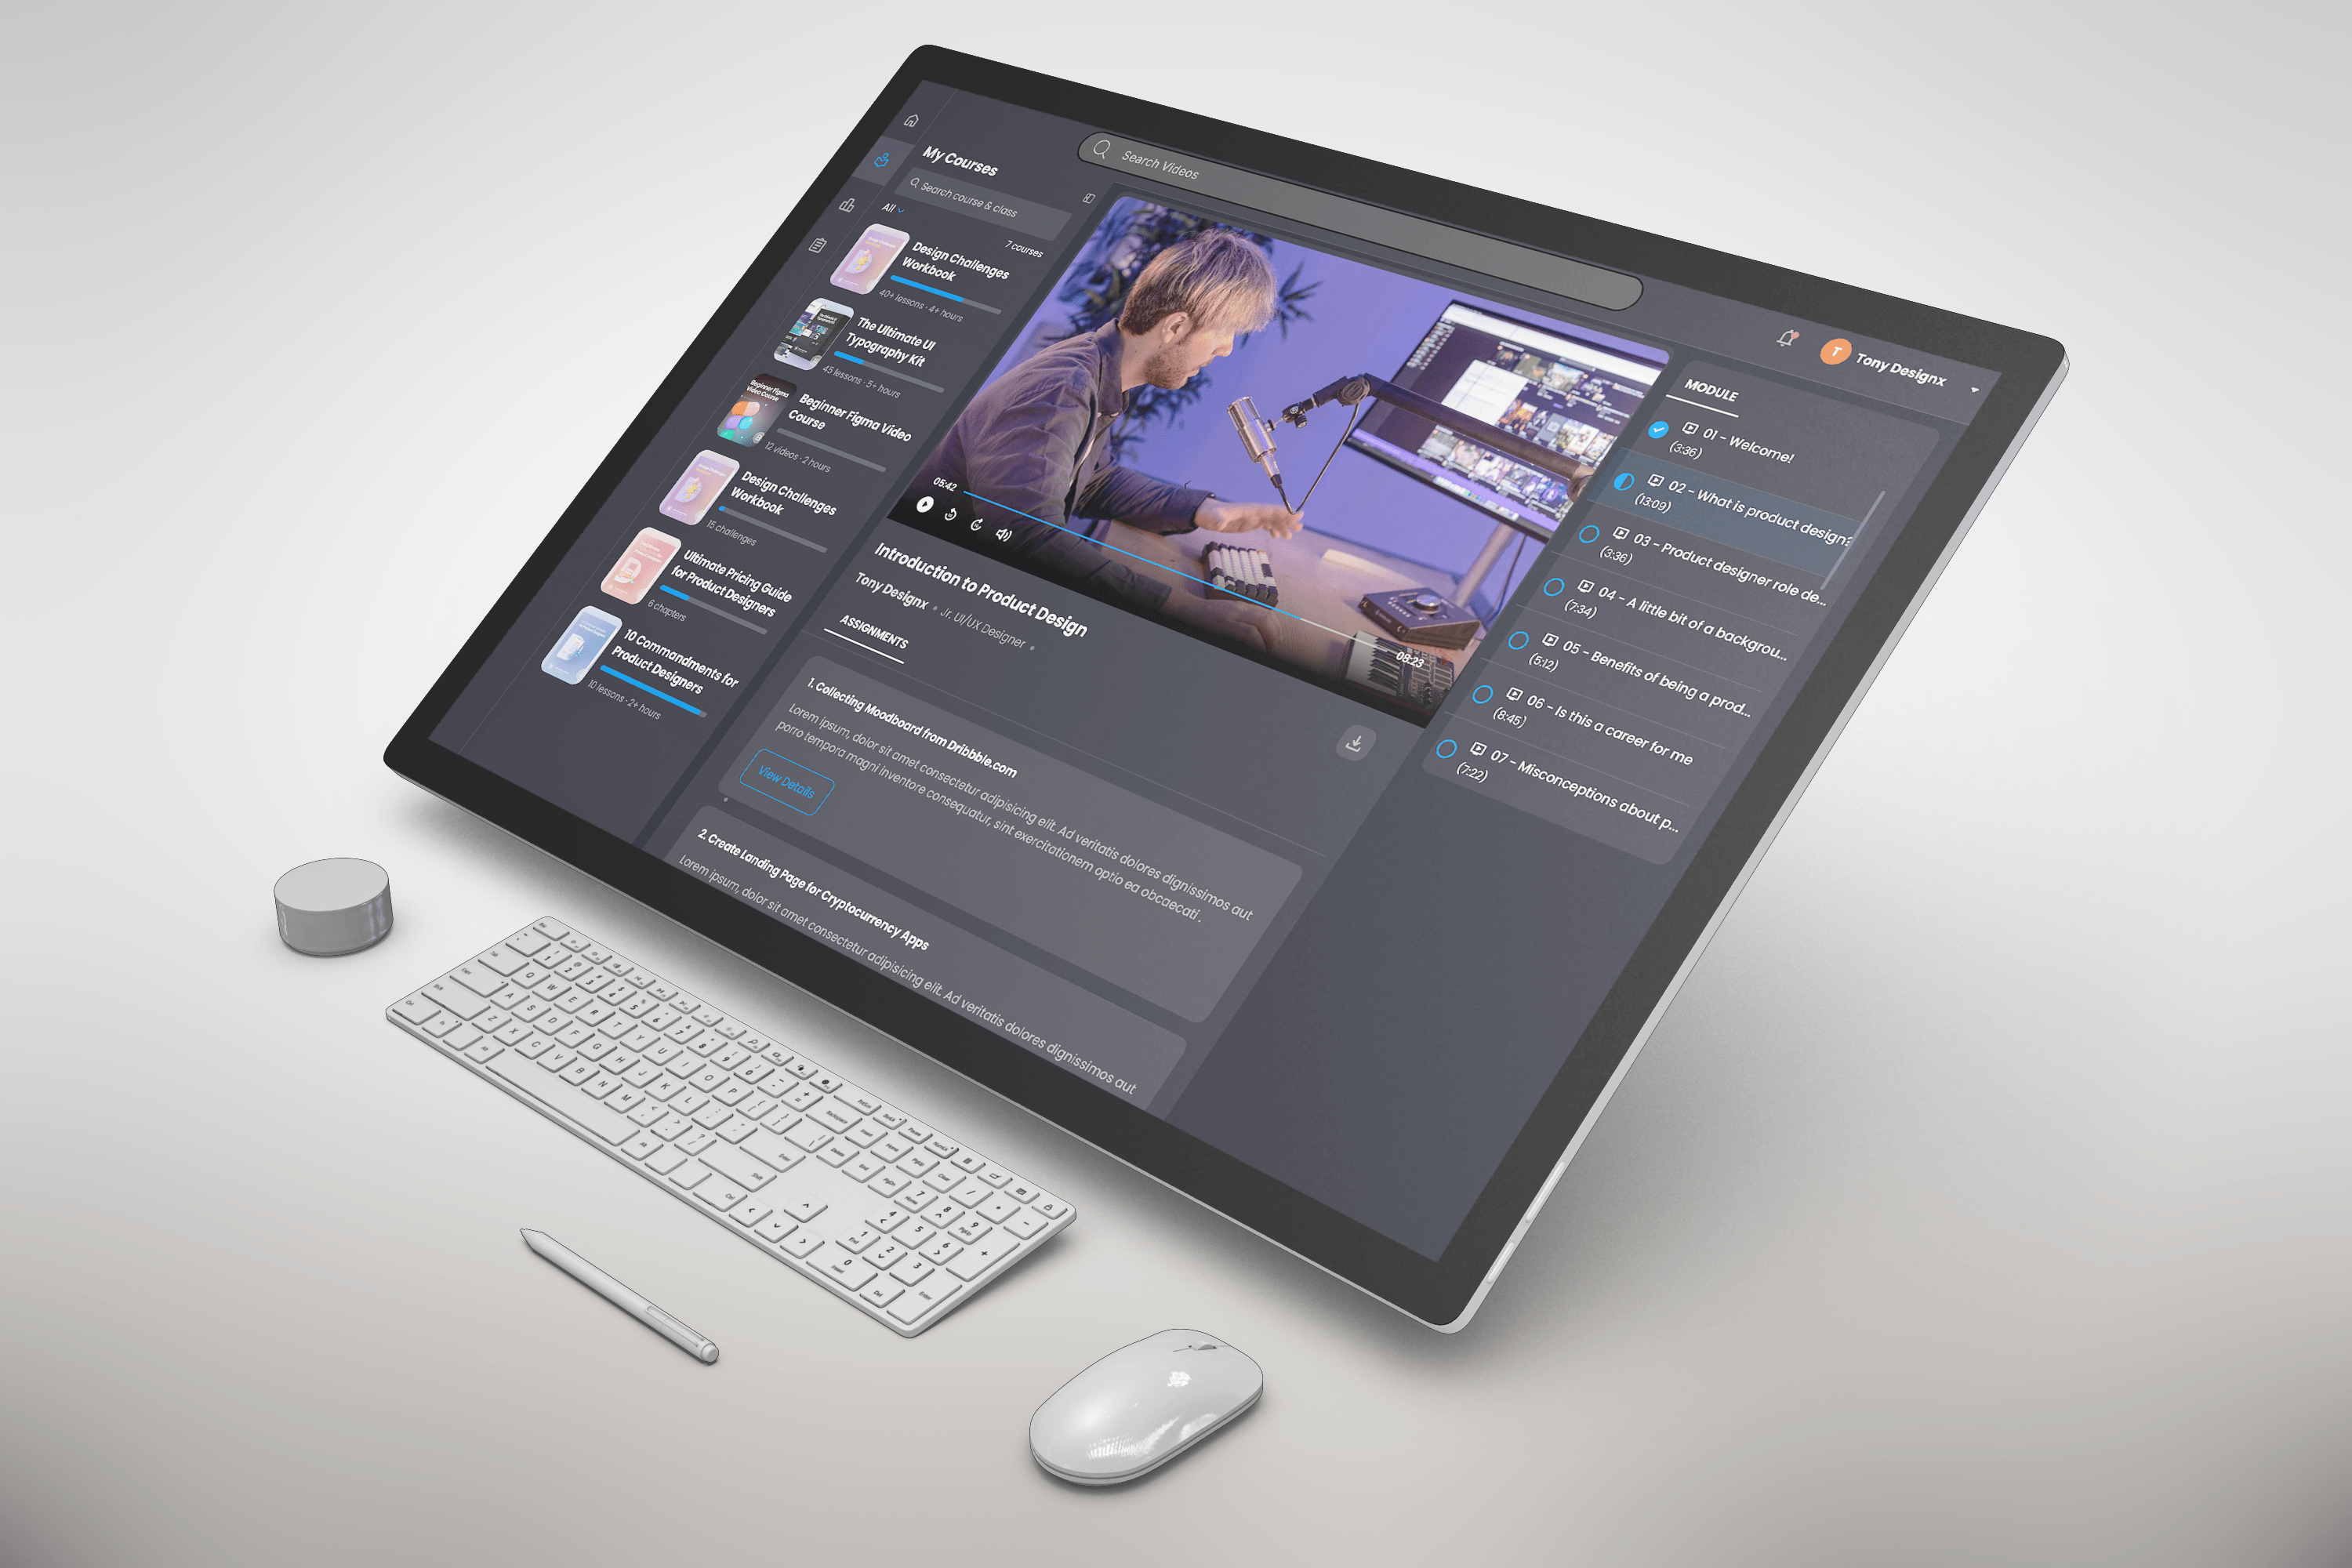 My Courses
Search course & class
All
7 courses
Design Challenges
Workbook
40+ lessons · 4+ hours
The Ultimate UI
Typography Kit
45 lessons · 5+ hours
Beginner Figma
Video Course
Beginner Figma Video
Course
12 videos · 2 hours
Design Challenges
Workbook
15 challenges
Ultimate Pricing Guide
for Product Designers
6 chapters
10 Commandments for
Product Designers
10 lessons · 2+ hours
Search Videos
T
Tony Designx
05:42
08:23
Introduction to Product Design
Tony Designx • Jr. UI/UX Designer •
ASSIGNMENTS
1. Collecting Moodboard from Dribbble.com
Lorem ipsum, dolor sit amet consectetur adipisicing elit. Ad veritatis dolores dignissimos aut
porro tempora magni inventore consequatur, sint exercitationem optio ea obcaecati.
View Details
2. Create Landing Page for Cryptocurrency Apps
Lorem ipsum, dolor sit amet consectetur adipisicing elit. Ad veritatis dolores dignissimos aut
MODULE
01 - Welcome!
(3:36)
02 - What is product design?
(13:09)
03 - Product designer role de...
(3:36)
04 - A little bit of a backgrou...
(7:34)
05 - Benefits of being a prod...
(5:12)
06 - Is this a career for me
(8:45)
07 - Misconceptions about p...
(7:22)
Q W E R T Y U I O P
A S D F G H J K L
Enter
Z X C V B N M
Shift
Ctrl